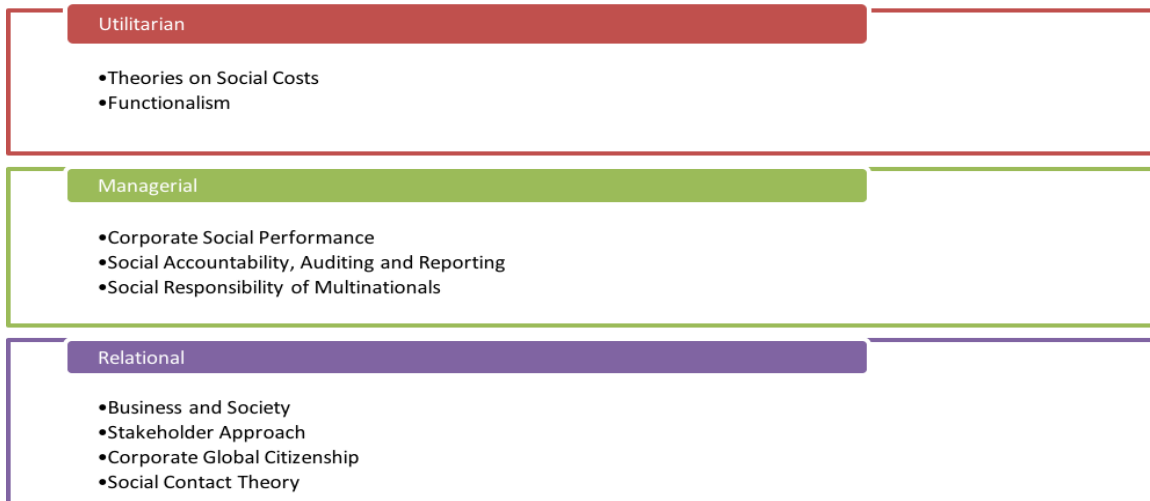 Utilitarian
•Theories on Social Costs
•Functionalism
Managerial
•Corporate Social Performance
•Social Accountability, Auditing and Reporting
•Social Responsibility of Multinationals
Relational
•Business and Society
•Stakeholder Approach
•Corporate Global Citizenship
•Social Contact Theory